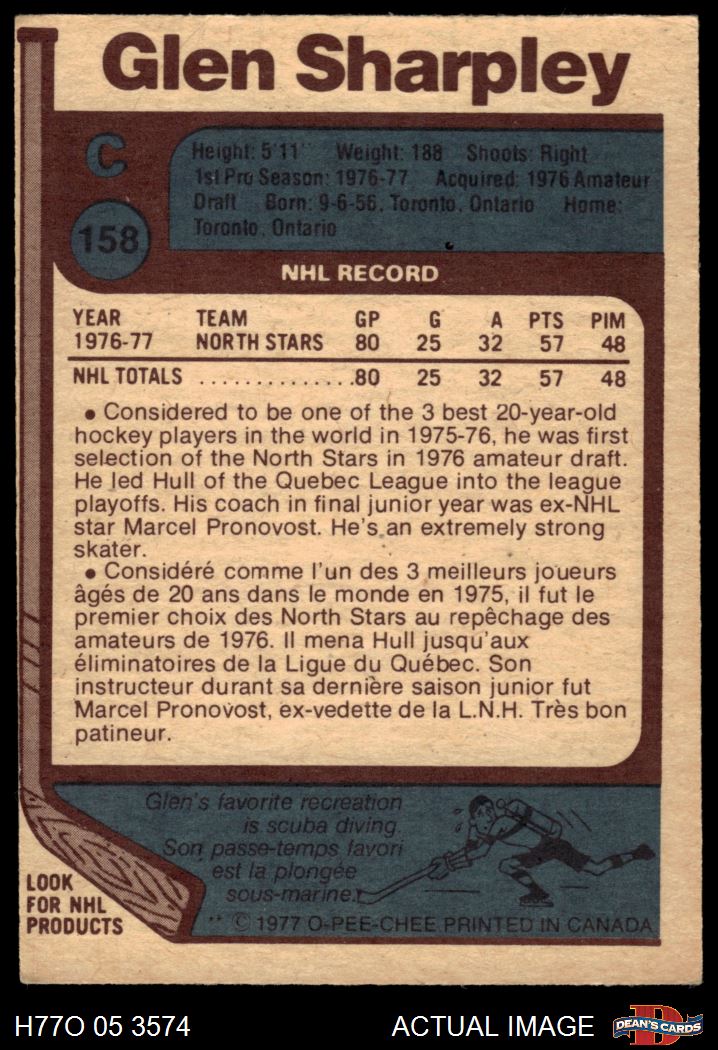 Glen Sharpley
C
158
Height: 5'11" Weight: 188 Shoots: Right
1st Pro Season: 1976-77 Acquired: 1976 Amateur
Draft Born: 9-6-56, Toronto, Ontario Home:
Toronto, Ontario
NHL RECORD
YEAR TEAM GP G A PTS PIM
1976-77 NORTH STARS 80 25 32 57 48
NHL TOTALS ...............80 25 32 57 48
• Considered to be one of the 3 best 20-year-old
hockey players in the world in 1975-76, he was first
selection of the North Stars in 1976 amateur draft.
He led Hull of the Quebec League into the league
playoffs. His coach in final junior year was ex-NHL
star Marcel Pronovost. He's an extremely strong
skater.
• Considéré comme l'un des 3 meilleurs joueurs
âgés de 20 ans dans le monde en 1975, il fut le
premier choix des North Stars au repêchage des
amateurs de 1976. Il mena Hull jusqu'aux
éliminatoires de la Ligue du Québec. Son
instructeur durant sa dernière saison junior fut
Marcel Pronovost, ex-vedette de la L.N.H. Très bon
patineur.
Glen's favorite recreation
is scuba diving.
Son passe-temps favori
est la plongée
sous-marine.
LOOK
FOR NHL
PRODUCTS
** © 1977 O-PEE-CHEE PRINTED IN CANADA
H77O 05 3574
ACTUAL IMAGE
D
DEAN'S CARDS